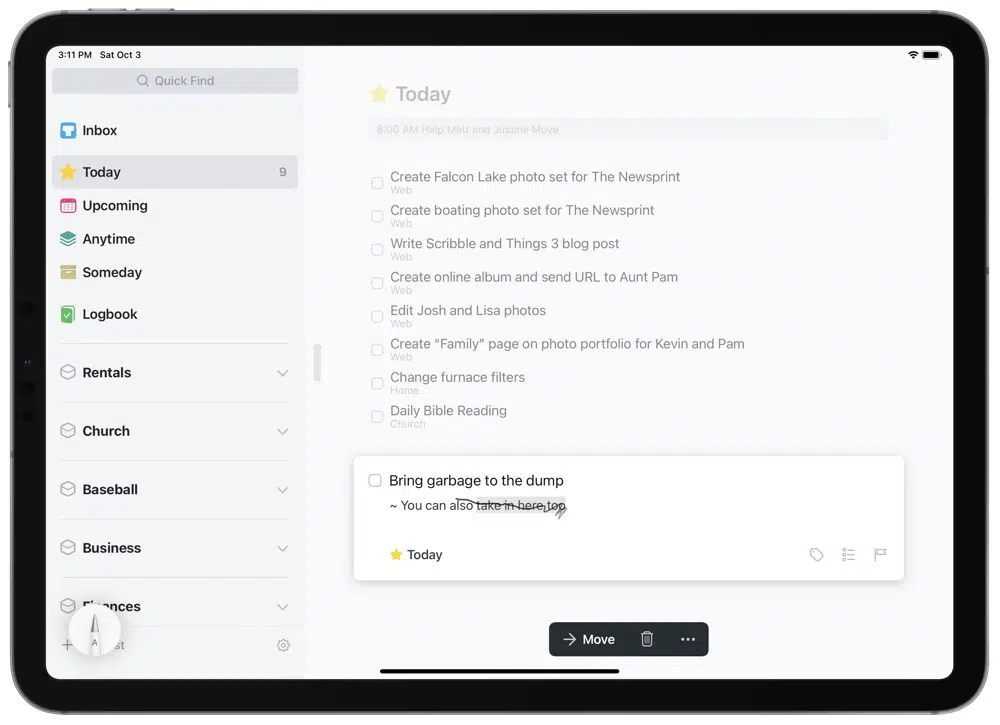 3:11 PM Sat Oct 3
Quick Find
Inbox
Today 9
Upcoming
Anytime
Someday
Logbook
Rentals
Church
Baseball
Business
Finances
Today
8:00 AM Help Matt and Justine Move
Create Falcon Lake photo set for The Newsprint
Web
Create boating photo set for The Newsprint
Web
Write Scribble and Things 3 blog post
Web
Create online album and send URL to Aunt Pam
Web
Edit Josh and Lisa photos
Web
Create “Family” page on photo portfolio for Kevin and Pam
Web
Change furnace filters
Home
Daily Bible Reading
Church
Bring garbage to the dump
~ You can also take in here too
Today
Move
A